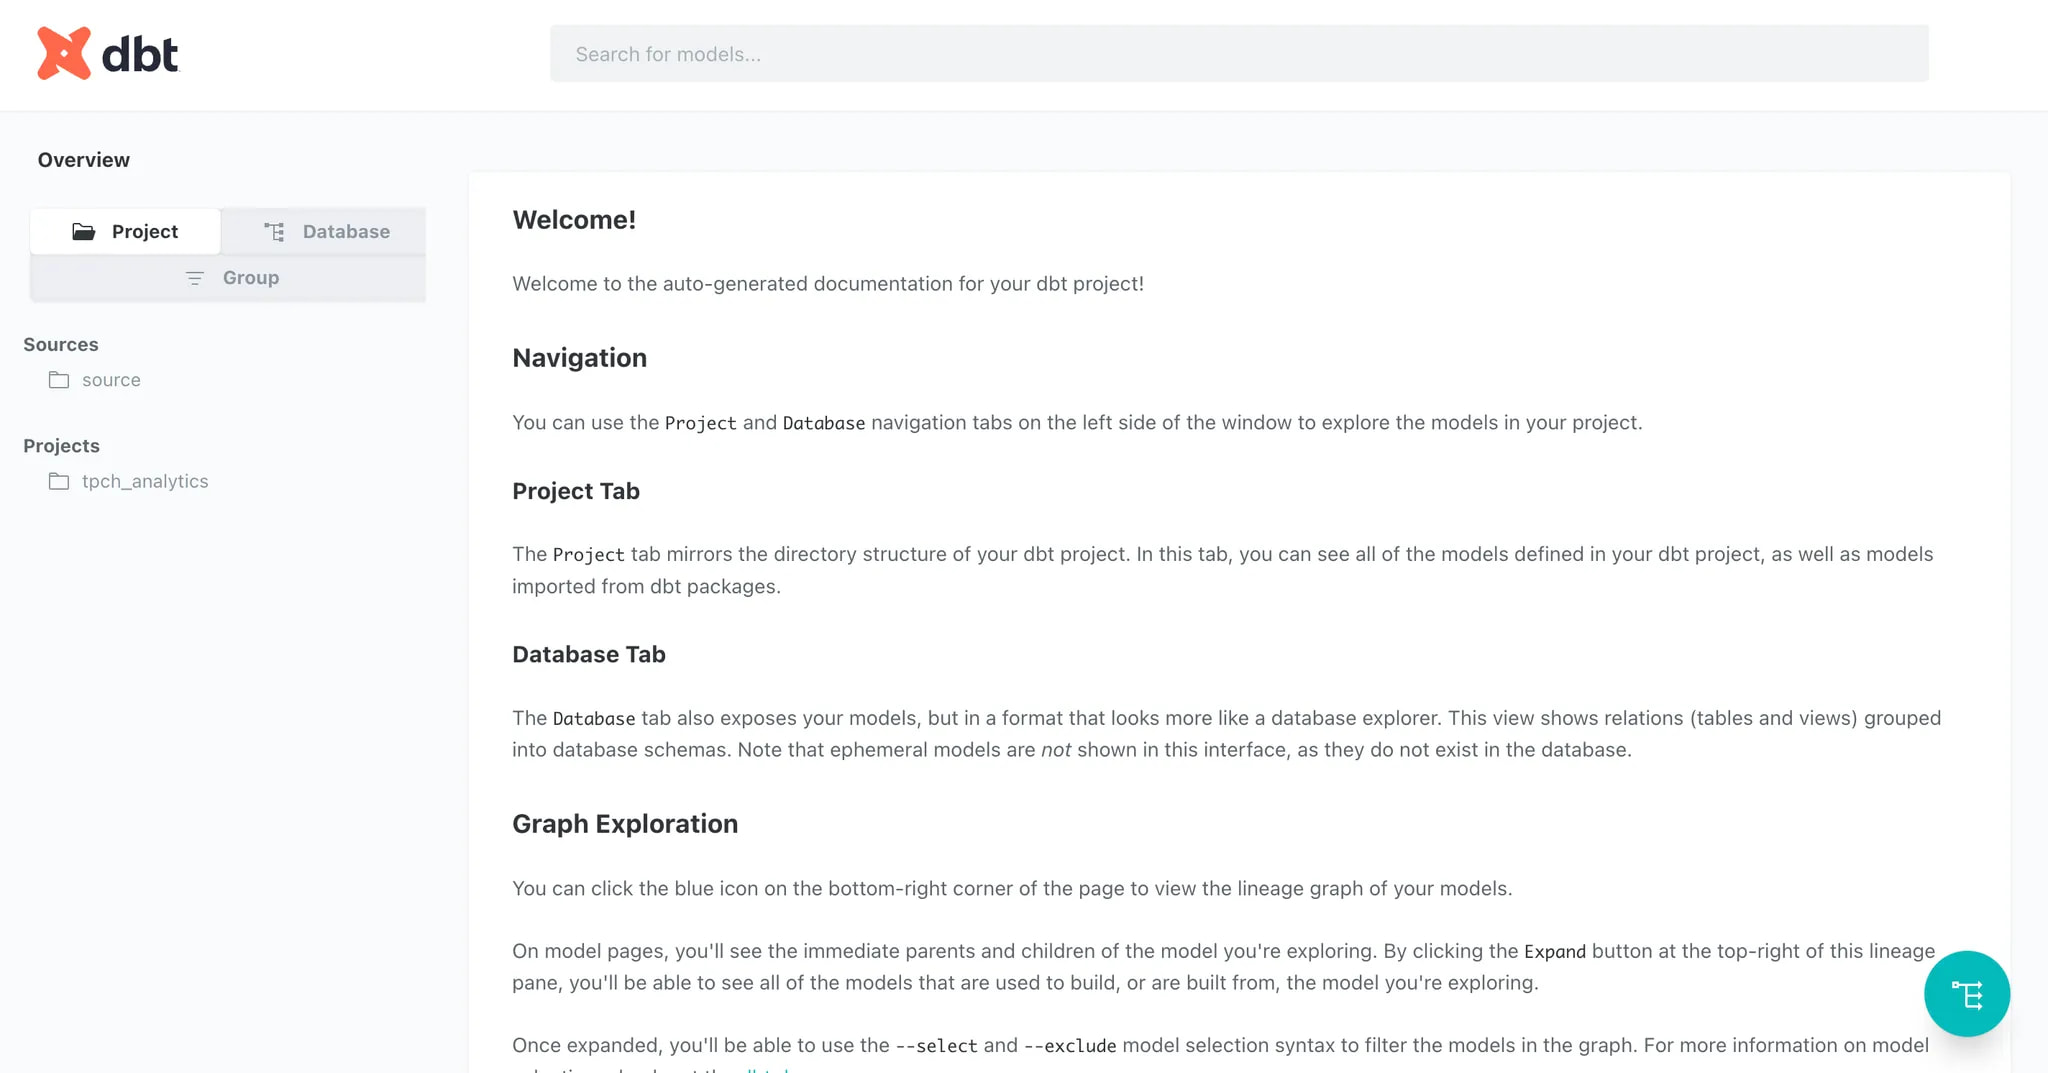 dbt
Search for models...
Overview
Project
Database
Group
Sources
source
Projects
tpch_analytics
Welcome!
Welcome to the auto-generated documentation for your dbt project!
Navigation
You can use the Project and Database navigation tabs on the left side of the window to explore the models in your project.
Project Tab
The Project tab mirrors the directory structure of your dbt project. In this tab, you can see all of the models defined in your dbt project, as well as models
imported from dbt packages.
Database Tab
The Database tab also exposes your models, but in a format that looks more like a database explorer. This view shows relations (tables and views) grouped
into database schemas. Note that ephemeral models are not shown in this interface, as they do not exist in the database.
Graph Exploration
You can click the blue icon on the bottom-right corner of the page to view the lineage graph of your models.
On model pages, you'll see the immediate parents and children of the model you're exploring. By clicking the Expand button at the top-right of this lineage
pane, you'll be able to see all of the models that are used to build, or are built from, the model you're exploring.
Once expanded, you'll be able to use the --select and --exclude model selection syntax to filter the models in the graph. For more information on model